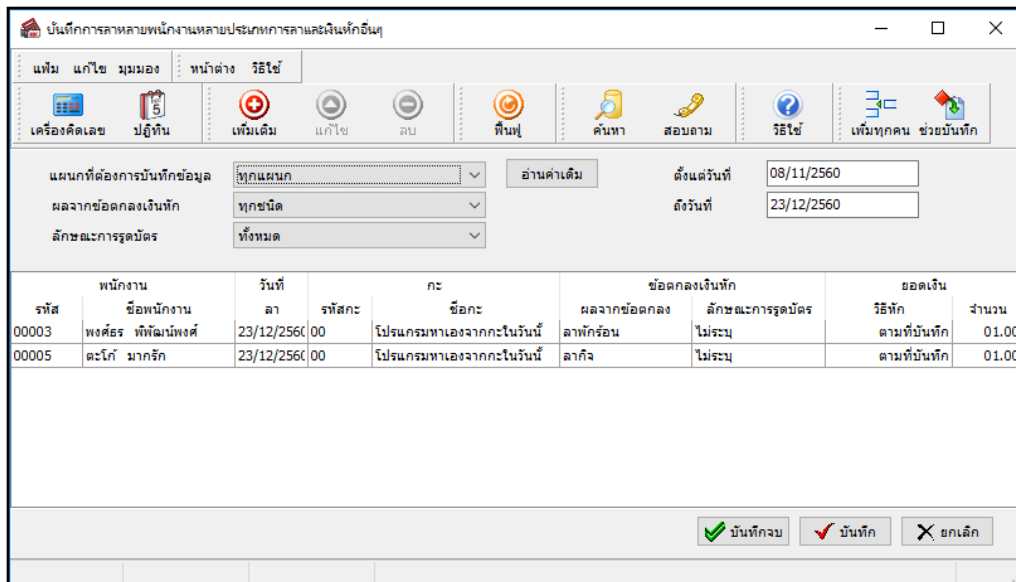 บันทึกการลาหลายพนักงานหลายประเภทการลาและเงินหักอื่นๆ
แฟ้ม แก้ไข มุมมอง หน้าต่าง วิธีใช้
5
เครื่องคิดเลข ปฏิทิน เพิ่มเติม แก้ไข ลบ ฟื้นฟู ค้นหา สอบถาม วิธีใช้ เพิ่มทุกคน ช่วยบันทึก
แผนกที่ต้องการบันทึกข้อมูล ทุกแผนก อ่านค่าเดิม ตั้งแต่วันที่ 08/11/2560
ผลจากข้อตกลงเงินหัก ทุกชนิด ถึงวันที่ 23/12/2560
ลักษณะการรูดบัตร ทั้งหมด
พนักงาน วันที่ กะ ข้อตกลงเงินหัก ยอดเงิน
รหัส ชื่อพนักงาน ลา รหัสกะ ชื่อกะ ผลจากข้อตกลง ลักษณะการรูดบัตร วิธีหัก จำนวน
00003 พงศ์ธร พิพัฒน์พงศ์ 23/12/2560 00 โปรแกรมหาเองจากกะในวันนี้ ลาพักร้อน ไม่ระบุ ตามที่บันทึก 01.00
00005 ตะโก้ มากรัก 23/12/2560 00 โปรแกรมหาเองจากกะในวันนี้ ลากิจ ไม่ระบุ ตามที่บันทึก 01.00
บันทึกจบ บันทึก ยกเลิก